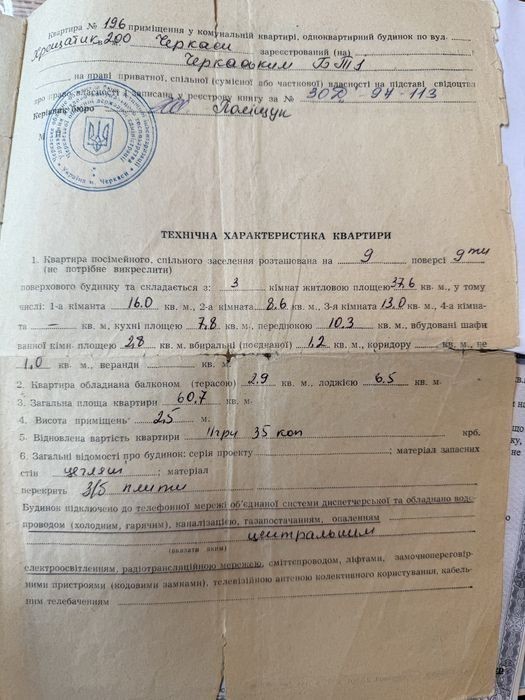 Квартира № 196 приміщення у комунальній квартирі, одноквартирний будинок по вул.
Хрещатик 200 Черкаси зареєстрований (на)
Черкаським БТІ
на праві приватної, спільної (сумісної або часткової) власності на підставі свідоцтва
про право власності і записана у реєстрову книгу за №
Керівник бюро Поліщук
М
Україна м. Черкаси
ТЕХНІЧНА ХАРАКТЕРИСТИКА КВАРТИРИ
1. Квартира посімейного, спільного заселення розташована на 9 поверсі 9ти
(не потрібне викреслити)
поверхового будинку та складається з: 3 кімнат житловою площею 37,6 кв. м., у тому
числі: 1-а кімната 16.0 кв. м., 2-а кімната 8,6 кв. м., 3-я кімната 13,0 кв. м., 4-а кімна-
та — кв. м, кухні площею 7,8 кв. м., передпокою 10,3 кв. м., вбудовані шафи
ванної кімн. площею 2,8 кв. м. вбиральні (поєднаної) 1,2 кв. м., коридору кв. м., не
1,0 кв. м., веранди кв. м.
2. Квартира обладнана балконом (терасою) 2,9 кв. м., лоджією 6,5 кв. м.
3. Загальна площа квартири 60,7 кв. м.
4. Висота приміщень 2,5 м.
5. Відновлена вартість квартири 35 коп крб.
6. Загальні відомості про будинок: серія проекту ; матеріал запасних
стін цегляні ; матеріал
перекрить З/б плити
Будинок підключено до телефонної мережі об'єднаної системи диспетчерської та обладнано водо-
проводом (холодним, гарячим), каналізацією, газопостачанням, опаленням
центральним
(вказати яким)
електроосвітленням, радіотрансляційною мережею, сміттєпроводом, ліфтами, замочнопереговір-
ними пристроями (кодовими замками), телевізійною антеною колективного користування, кабель-
ним телебаченням